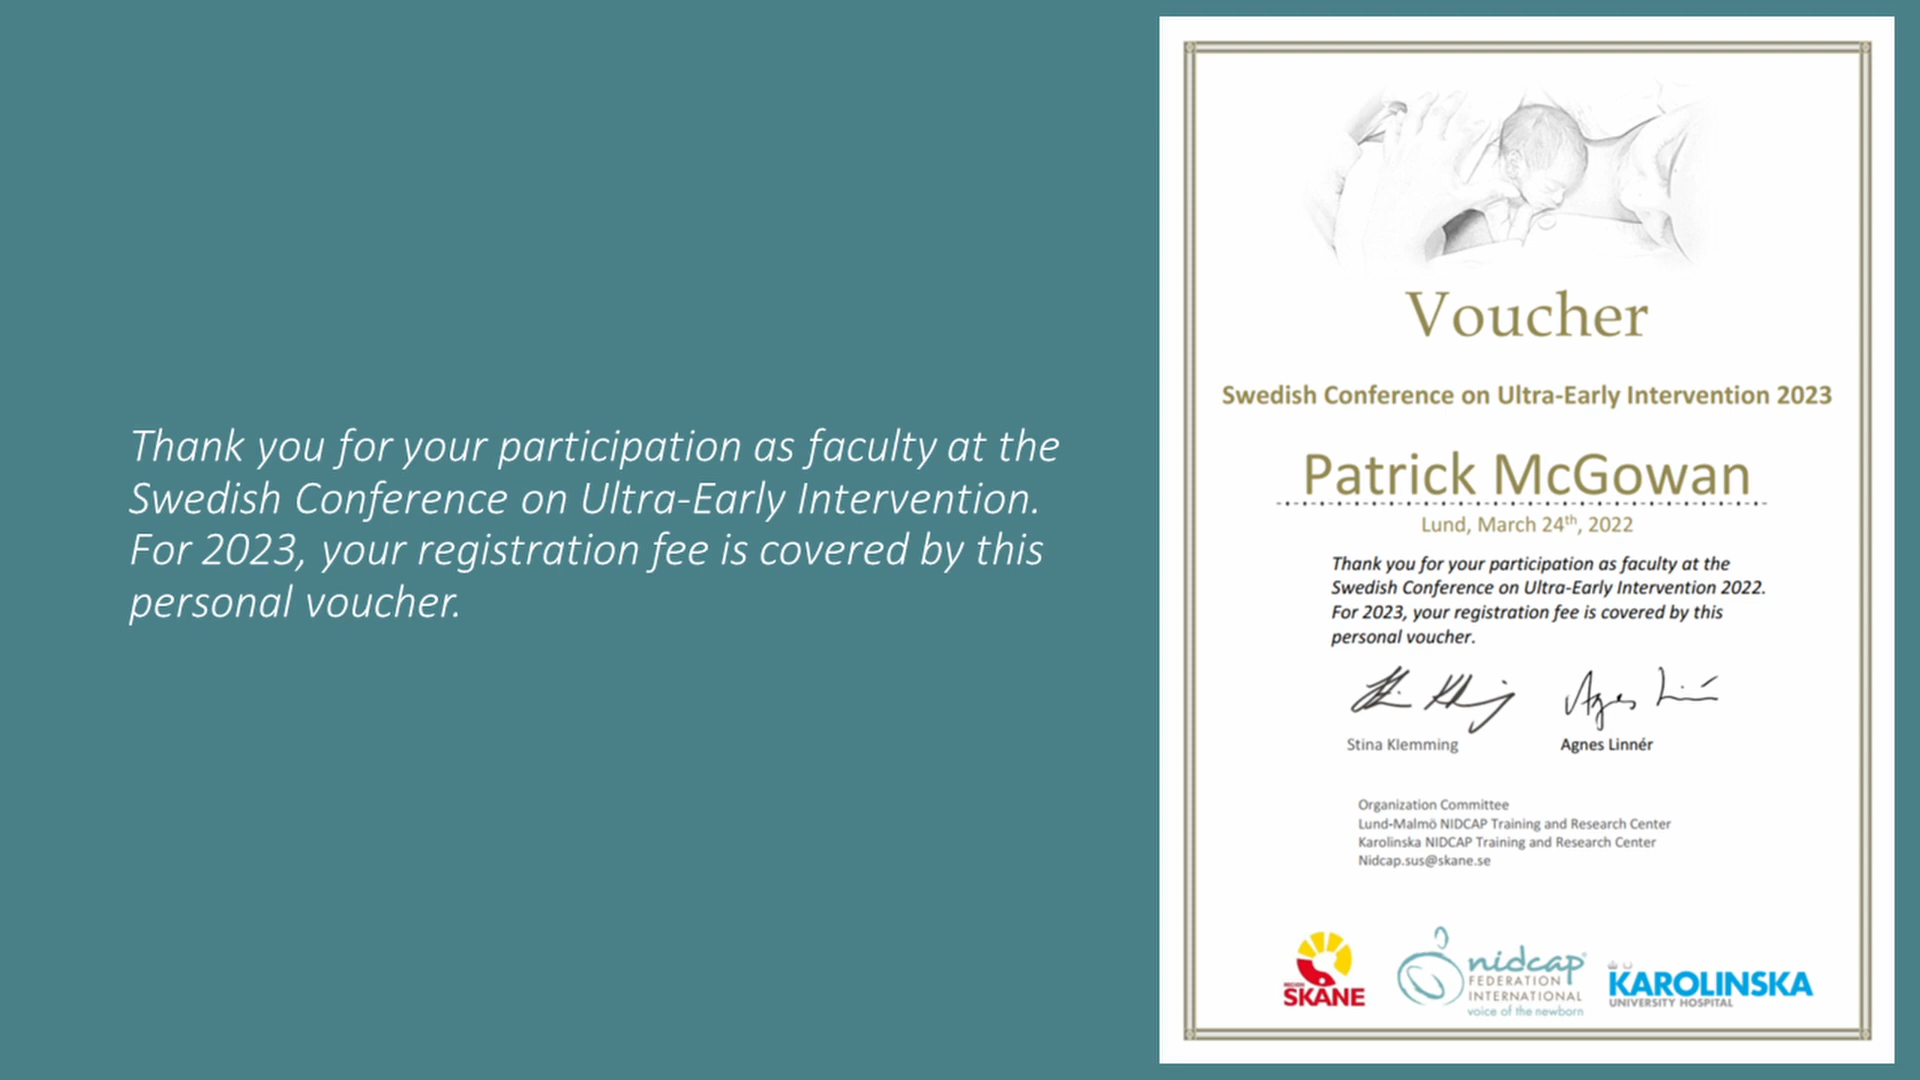 Thank you for your participation as faculty at the
Swedish Conference on Ultra-Early Intervention.
For 2023, your registration fee is covered by this
personal voucher.
Voucher
Swedish Conference on Ultra-Early Intervention 2023
Patrick McGowan
Lund, March 24th, 2022
Thank you for your participation as faculty at the
Swedish Conference on Ultra-Early Intervention 2022.
For 2023, your registration fee is covered by this
personal voucher.
Stina Klemming Agnes Linnér
Organization Committee
Lund-Malmö NIDCAP Training and Research Center
Karolinska NIDCAP Training and Research Center
Nidcap.sus@skane.se
REGION
SKÅNE
nidcap®
FEDERATION
INTERNATIONAL
voice of the newborn
KAROLINSKA
UNIVERSITY HOSPITAL